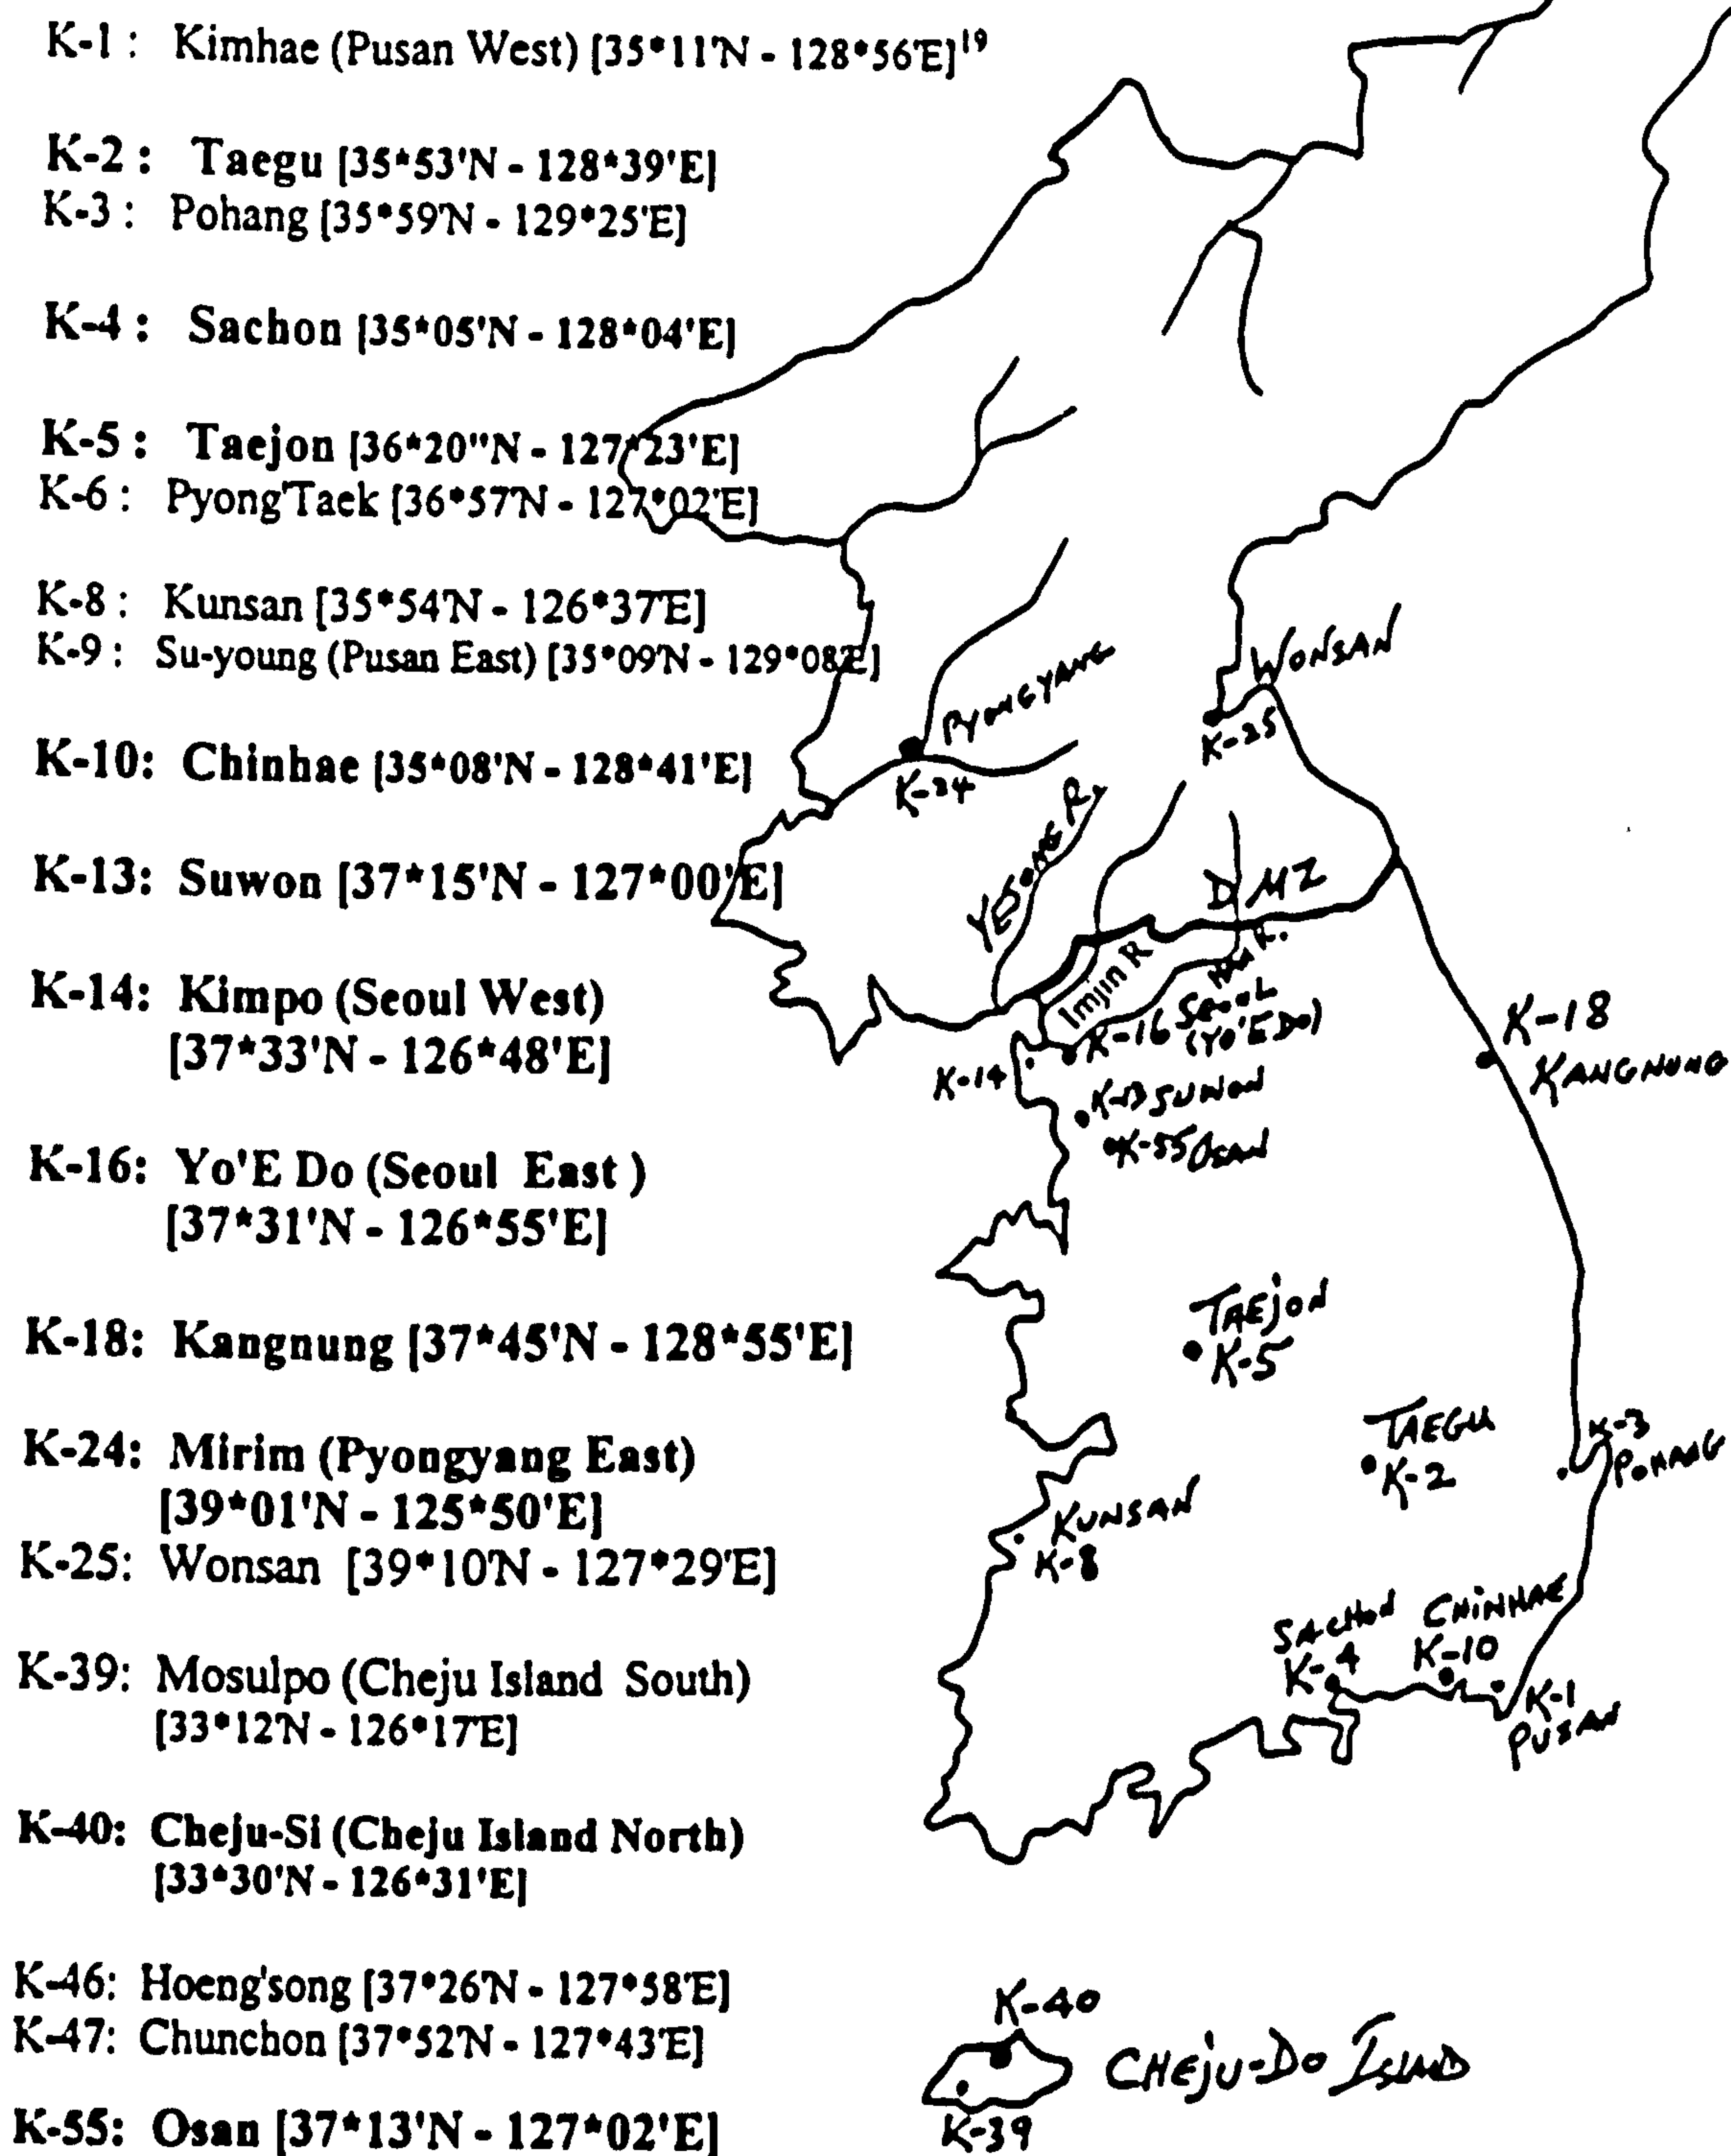 K-1 : Kimhae (Pusan West) [35*11'N - 128*56'E]19
K-2 : Taegu [35*53'N - 128*39'E]
K-3 : Pohang [35*59'N - 129*25'E]
K-4 : Sachon [35*05'N - 128*04'E]
K-5 : Taejon [36*20"N - 127*23'E]
K-6 : Pyong'Taek [36*57'N - 127*02'E]
K-8 : Kunsan [35*54'N - 126*37'E]
K-9 : Su-young (Pusan East) [35*09'N - 129*08'E]
K-10: Chinhae [35*08'N - 128*41'E]
K-13: Suwon [37*15'N - 127*00'E]
K-14: Kimpo (Seoul West)
[37*33'N - 126*48'E]
K-16: Yo'E Do (Seoul East )
[37*31'N - 126*55'E]
K-18: Kangnung [37*45'N - 128*55'E]
K-24: Mirim (Pyongyang East)
[39*01'N - 125*50'E]
K-25: Wonsan [39*10'N - 127*29'E]
K-39: Mosulpo (Cheju Island South)
[33*12'N - 126*17'E]
K-40: Cheju-Si (Cheju Island North)
[33*30'N - 126*31'E]
K-46: Hoeng'song [37*26'N - 127*58'E]
K-47: Chunchon [37*52'N - 127*43'E]
K-55: Osan [37*13'N - 127*02'E]
WONSAN
K-25
PYONGYANG
K-24
YESONG R.
DMZ
Imjin R
HAN R.
K-16 SEOUL
(YO'E DO)
K-14
K-13 SUWON
K-55 OSAN
K-18
KANGNUNG
TAEJON
K-5
TAEGU
K-2
K-3
POHANG
KUNSAN
K-8
SACHON
K-4
CHINHAE
K-10
K-1
PUSAN
K-40
CHEJU-DO ISLAND
K-39